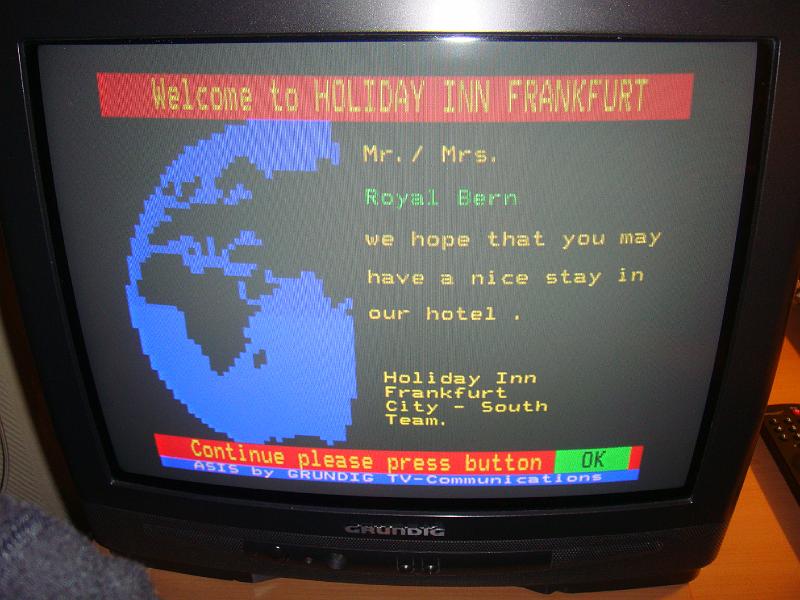 Welcome to HOLIDAY INN FRANKFURT
Mr./ Mrs.
Royal Bern
we hope that you may
have a nice stay in
our hotel .
Holiday Inn
Frankfurt
City - South
Team.
Continue please press button OK
ASIS by GRUNDIG TV-Communications
GRUNDIG